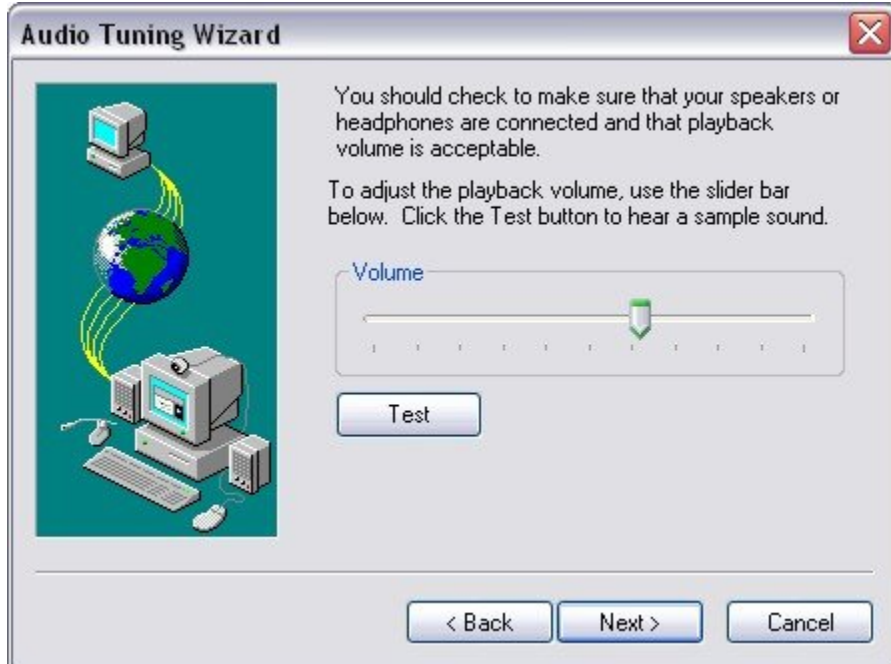 Audio Tuning Wizard
You should check to make sure that your speakers or
headphones are connected and that playback
volume is acceptable.
To adjust the playback volume, use the slider bar
below.  Click the Test button to hear a sample sound.
Volume
Test
< Back
Next >
Cancel